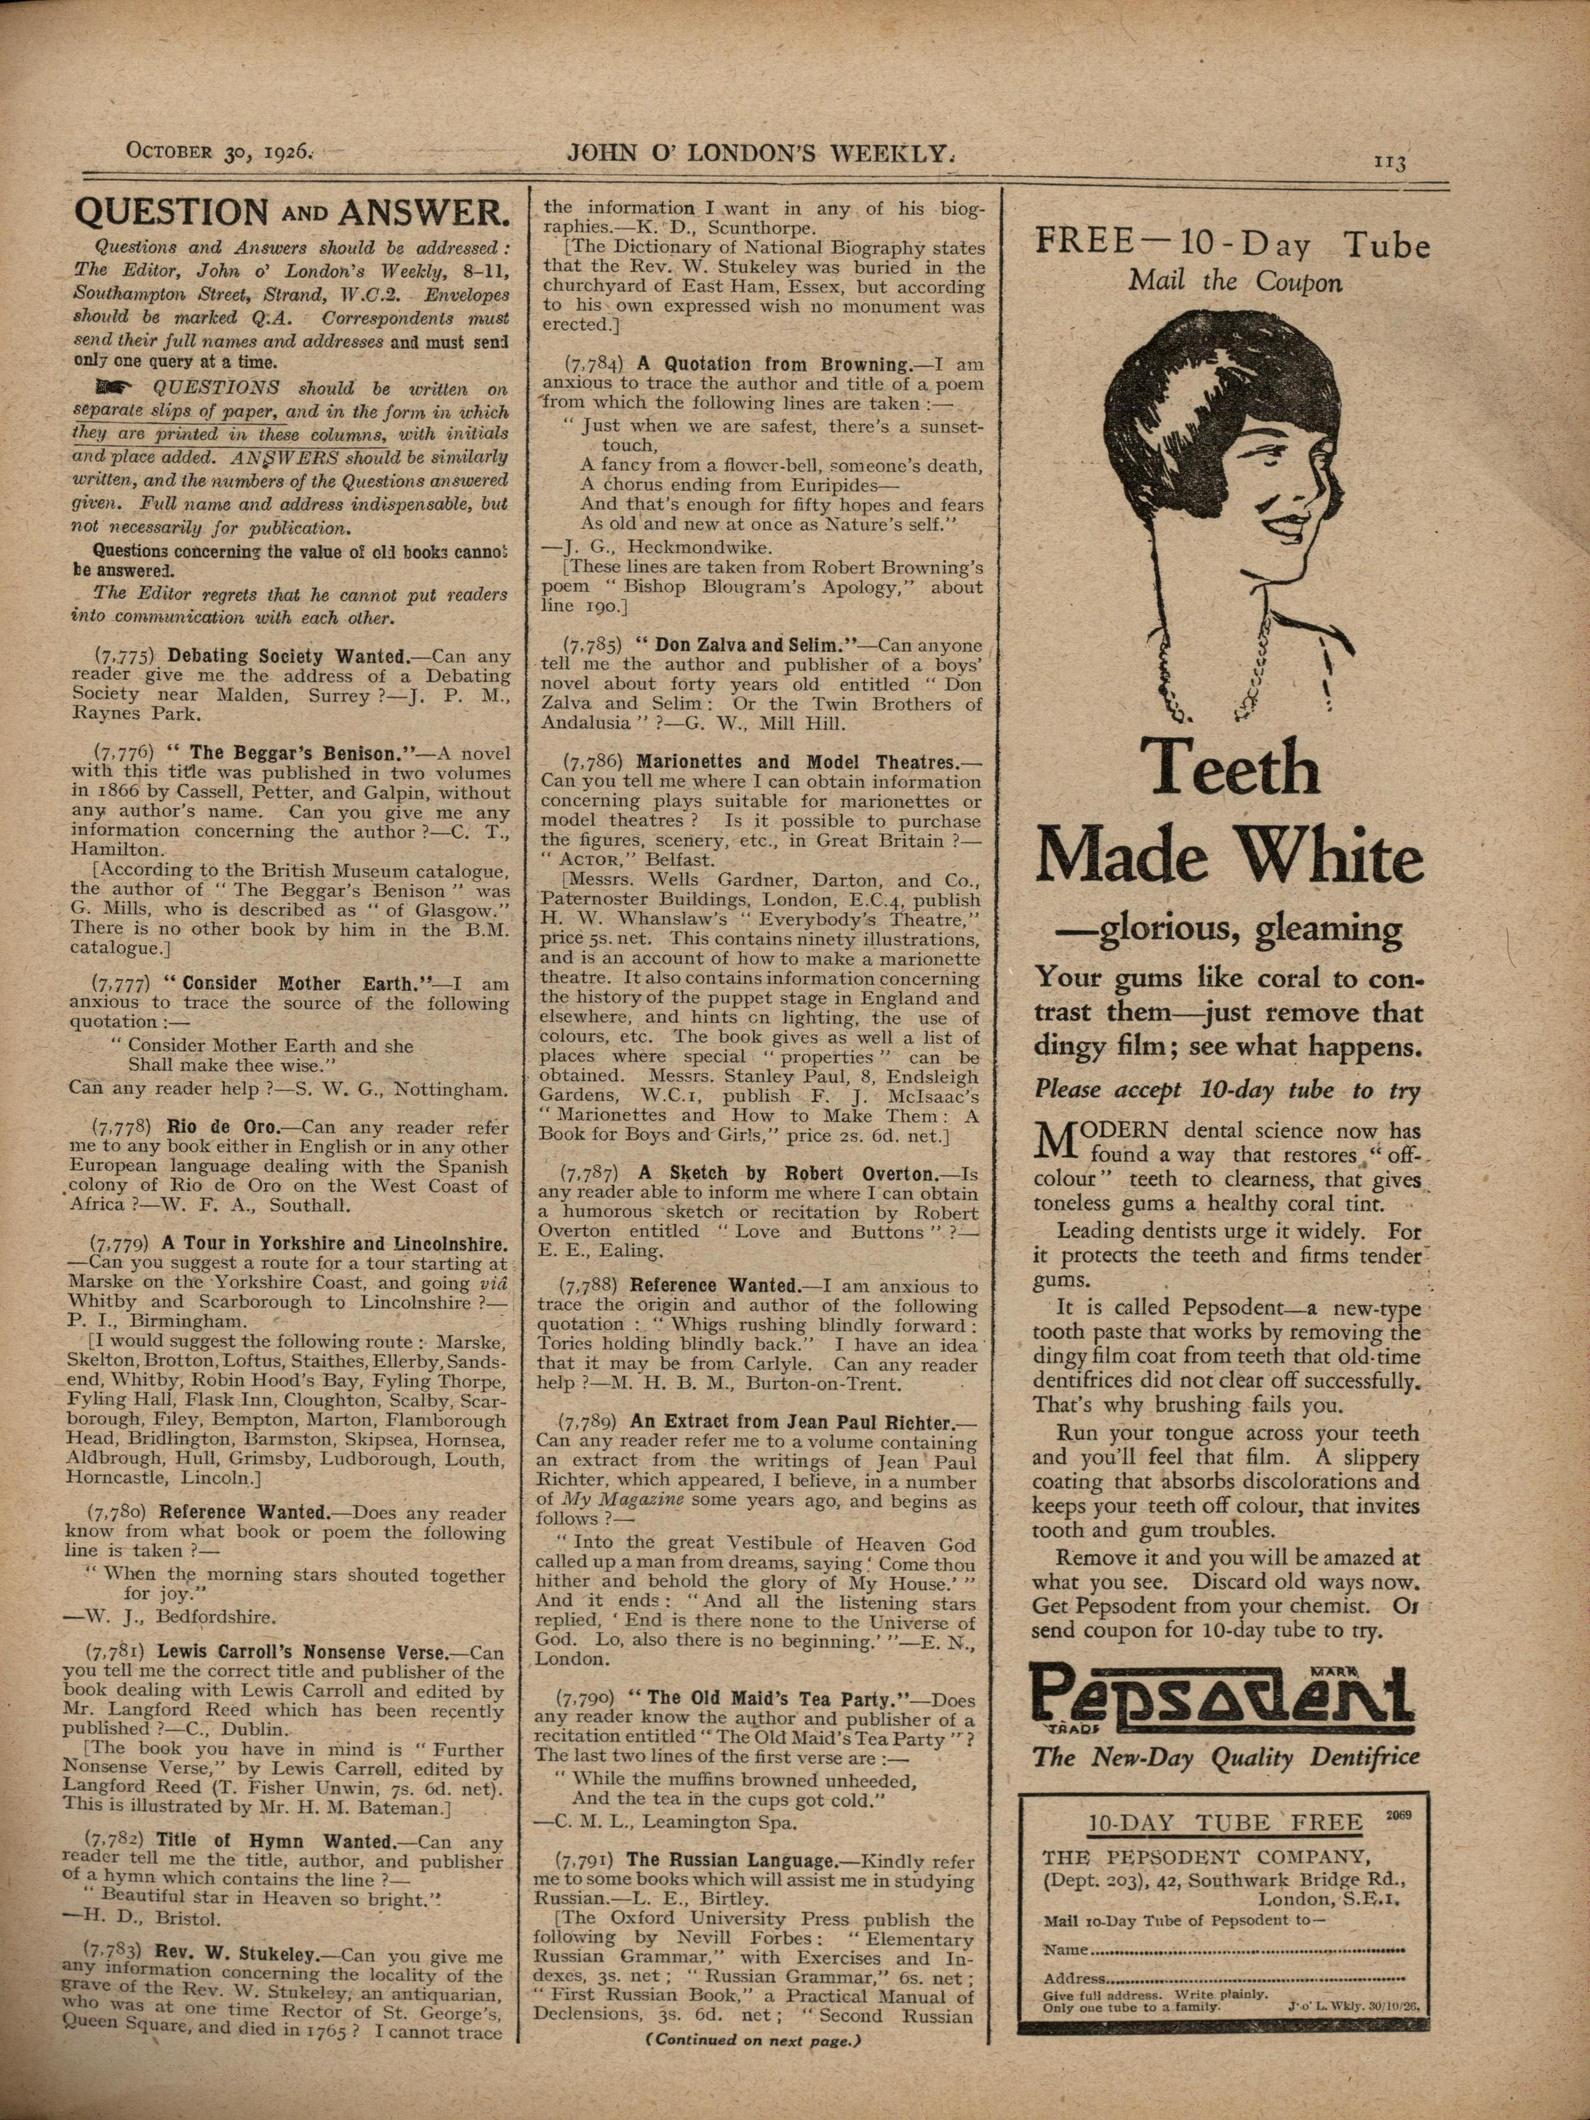 October 30, 1926.
JOHN O' LONDON'S WEEKLY.
113
QUESTION AND ANSWER.
Questions and Answers should be addressed :
The Editor, John o' London's Weekly, 8-11,
Southampton Street, Strand, W.C.2. Envelopes
should be marked Q.A. Correspondents must
send their full names and addresses and must send
only one query at a time.
☛ QUESTIONS should be written on
separate slips of paper, and in the form in which
they are printed in these columns, with initials
and place added. ANSWERS should be similarly
written, and the numbers of the Questions answered
given. Full name and address indispensable, but
not necessarily for publication.
Questions concerning the value of old books cannot
be answered.
The Editor regrets that he cannot put readers
into communication with each other.
(7,775) Debating Society Wanted.—Can any
reader give me the address of a Debating
Society near Malden, Surrey ?—J. P. M.,
Raynes Park.
(7,776) “ The Beggar's Benison.”—A novel
with this title was published in two volumes
in 1866 by Cassell, Petter, and Galpin, without
any author's name. Can you give me any
information concerning the author ?—C. T.,
Hamilton.
[According to the British Museum catalogue,
the author of “ The Beggar's Benison ” was
G. Mills, who is described as “ of Glasgow.”
There is no other book by him in the B.M.
catalogue.]
(7,777) “ Consider Mother Earth.”—I am
anxious to trace the source of the following
quotation :—
“ Consider Mother Earth and she
Shall make thee wise.”
Can any reader help ?—S. W. G., Nottingham.
(7,778) Rio de Oro.—Can any reader refer
me to any book either in English or in any other
European language dealing with the Spanish
colony of Rio de Oro on the West Coast of
Africa ?—W. F. A., Southall.
(7,779) A Tour in Yorkshire and Lincolnshire.
—Can you suggest a route for a tour starting at
Marske on the Yorkshire Coast, and going viâ
Whitby and Scarborough to Lincolnshire ?—
P. I., Birmingham.
[I would suggest the following route : Marske,
Skelton, Brotton, Loftus, Staithes, Ellerby, Sands-
end, Whitby, Robin Hood's Bay, Fyling Thorpe,
Fyling Hall, Flask Inn, Cloughton, Scalby, Scar-
borough, Filey, Bempton, Marton, Flamborough
Head, Bridlington, Barmston, Skipsea, Hornsea,
Aldbrough, Hull, Grimsby, Ludborough, Louth,
Horncastle, Lincoln.]
(7,780) Reference Wanted.—Does any reader
know from what book or poem the following
line is taken ?—
“ When the morning stars shouted together
for joy.”
—W. J., Bedfordshire.
(7,781) Lewis Carroll's Nonsense Verse.—Can
you tell me the correct title and publisher of the
book dealing with Lewis Carroll and edited by
Mr. Langford Reed which has been recently
published ?—C., Dublin.
[The book you have in mind is “ Further
Nonsense Verse,” by Lewis Carroll, edited by
Langford Reed (T. Fisher Unwin, 7s. 6d. net).
This is illustrated by Mr. H. M. Bateman.]
(7,782) Title of Hymn Wanted.—Can any
reader tell me the title, author, and publisher
of a hymn which contains the line ?—
“ Beautiful star in Heaven so bright.”
—H. D., Bristol.
(7,783) Rev. W. Stukeley.—Can you give me
any information concerning the locality of the
grave of the Rev. W. Stukeley, an antiquarian,
who was at one time Rector of St. George's,
Queen Square, and died in 1765 ? I cannot trace
the information I want in any of his biog-
raphies.—K. D., Scunthorpe.
[The Dictionary of National Biography states
that the Rev. W. Stukeley was buried in the
churchyard of East Ham, Essex, but according
to his own expressed wish no monument was
erected.]
(7,784) A Quotation from Browning.—I am
anxious to trace the author and title of a poem
from which the following lines are taken :—
“ Just when we are safest, there's a sunset-
touch,
A fancy from a flower-bell, someone's death,
A chorus ending from Euripides—
And that's enough for fifty hopes and fears
As old and new at once as Nature's self.”
—J. G., Heckmondwike.
[These lines are taken from Robert Browning's
poem “ Bishop Blougram's Apology,” about
line 190.]
(7,785) “ Don Zalva and Selim.”—Can anyone
tell me the author and publisher of a boys'
novel about forty years old entitled “ Don
Zalva and Selim : Or the Twin Brothers of
Andalusia ” ?—G. W., Mill Hill.
(7,786) Marionettes and Model Theatres.—
Can you tell me where I can obtain information
concerning plays suitable for marionettes or
model theatres ? Is it possible to purchase
the figures, scenery, etc., in Great Britain ?—
“ Actor,” Belfast.
[Messrs. Wells Gardner, Darton, and Co.,
Paternoster Buildings, London, E.C.4, publish
H. W. Whanslaw's “ Everybody's Theatre,”
price 5s. net. This contains ninety illustrations,
and is an account of how to make a marionette
theatre. It also contains information concerning
the history of the puppet stage in England and
elsewhere, and hints on lighting, the use of
colours, etc. The book gives as well a list of
places where special “ properties ” can be
obtained. Messrs. Stanley Paul, 8, Endsleigh
Gardens, W.C.1, publish F. J. McIsaac's
“ Marionettes and How to Make Them : A
Book for Boys and Girls,” price 2s. 6d. net.]
(7,787) A Sketch by Robert Overton.—Is
any reader able to inform me where I can obtain
a humorous sketch or recitation by Robert
Overton entitled “ Love and Buttons ” ?—
E. E., Ealing.
(7,788) Reference Wanted.—I am anxious to
trace the origin and author of the following
quotation : “ Whigs rushing blindly forward :
Tories holding blindly back.” I have an idea
that it may be from Carlyle. Can any reader
help ?—M. H. B. M., Burton-on-Trent.
(7,789) An Extract from Jean Paul Richter.—
Can any reader refer me to a volume containing
an extract from the writings of Jean Paul
Richter, which appeared, I believe, in a number
of My Magazine some years ago, and begins as
follows ?—
“ Into the great Vestibule of Heaven God
called up a man from dreams, saying ‘ Come thou
hither and behold the glory of My House.’ ”
And it ends : “ And all the listening stars
replied, ‘ End is there none to the Universe of
God. Lo, also there is no beginning.’ ”—E. N.,
London.
(7,790) “ The Old Maid's Tea Party.”—Does
any reader know the author and publisher of a
recitation entitled “ The Old Maid's Tea Party ” ?
The last two lines of the first verse are :—
“ While the muffins browned unheeded,
And the tea in the cups got cold.”
—C. M. L., Leamington Spa.
(7,791) The Russian Language.—Kindly refer
me to some books which will assist me in studying
Russian.—L. E., Birtley.
[The Oxford University Press publish the
following by Nevill Forbes : “ Elementary
Russian Grammar,” with Exercises and In-
dexes, 3s. net ; “ Russian Grammar,” 6s. net ;
“ First Russian Book,” a Practical Manual of
Declensions, 3s. 6d. net ; “ Second Russian
(Continued on next page.)
FREE—10-Day Tube
Mail the Coupon
Teeth
Made White
—glorious, gleaming
Your gums like coral to con-
trast them—just remove that
dingy film; see what happens.
Please accept 10-day tube to try
MODERN dental science now has
found a way that restores “ off-
colour ” teeth to clearness, that gives
toneless gums a healthy coral tint.
Leading dentists urge it widely. For
it protects the teeth and firms tender
gums.
It is called Pepsodent—a new-type
tooth paste that works by removing the
dingy film coat from teeth that old-time
dentifrices did not clear off successfully.
That's why brushing fails you.
Run your tongue across your teeth
and you'll feel that film. A slippery
coating that absorbs discolorations and
keeps your teeth off colour, that invites
tooth and gum troubles.
Remove it and you will be amazed at
what you see. Discard old ways now.
Get Pepsodent from your chemist. Or
send coupon for 10-day tube to try.
Pepsodent
TRADE MARK
The New-Day Quality Dentifrice
10-DAY TUBE FREE 2069
THE PEPSODENT COMPANY,
(Dept. 203), 42, Southwark Bridge Rd.,
London, S.E.1.
Mail 10-Day Tube of Pepsodent to—
Name
Address
Give full address. Write plainly.
Only one tube to a family. J. o' L. Wkly. 30/10/26.